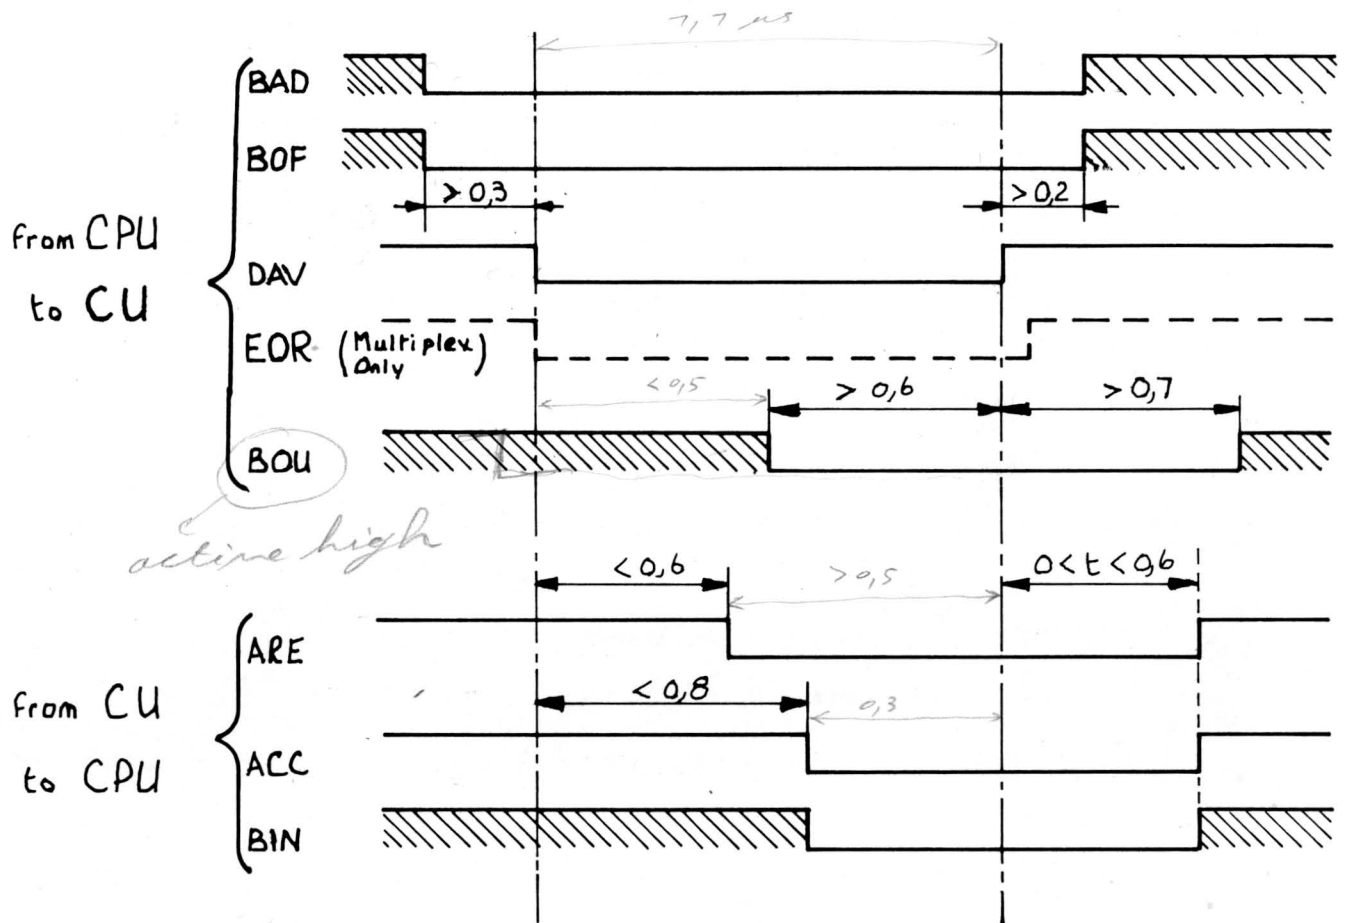 1,1 µs
BAD
BOF
> 0,3
> 0,2
from CPU
to CU
DAV
EOR (Multiplex Only)
< 0,5
> 0,6
> 0,7
BOU
active high
< 0,6
> 0,5
0 < t < 0,6
ARE
from CU
to CPU
< 0,8
0,3
ACC
BIN